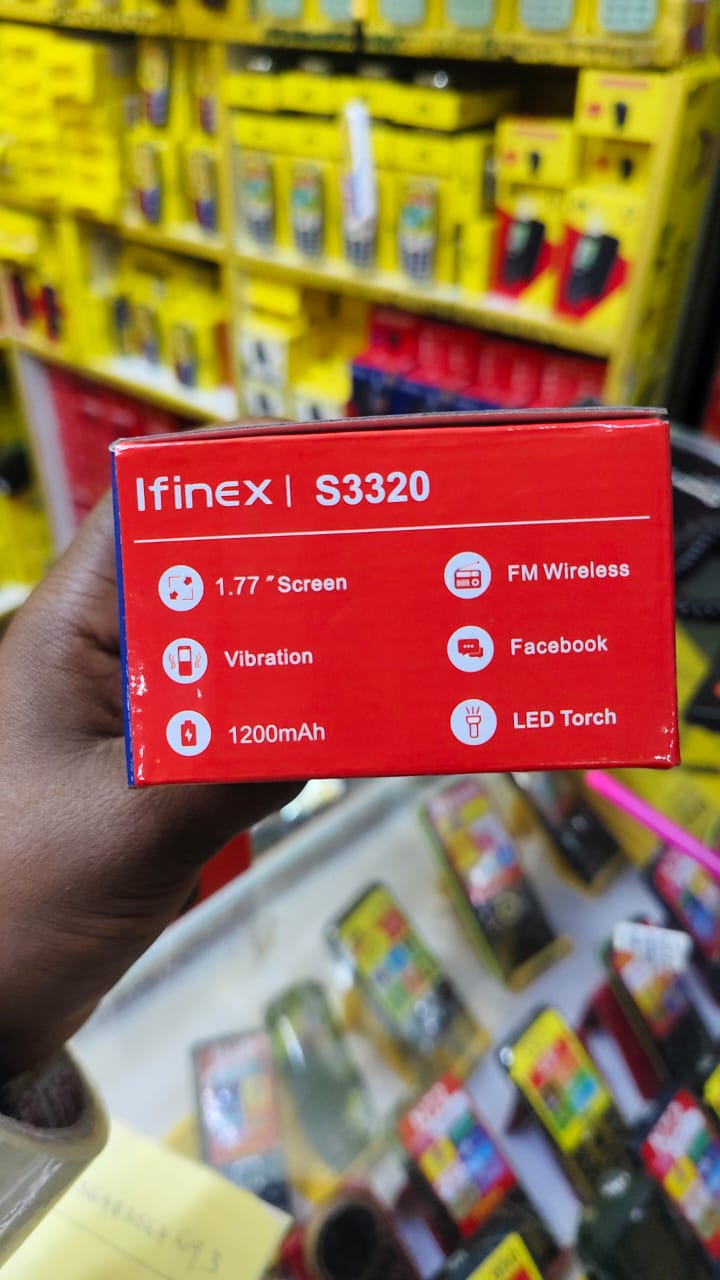 Ifinex | S3320
1.77 ″Screen
Vibration
1200mAh
FM Wireless
Facebook
LED Torch